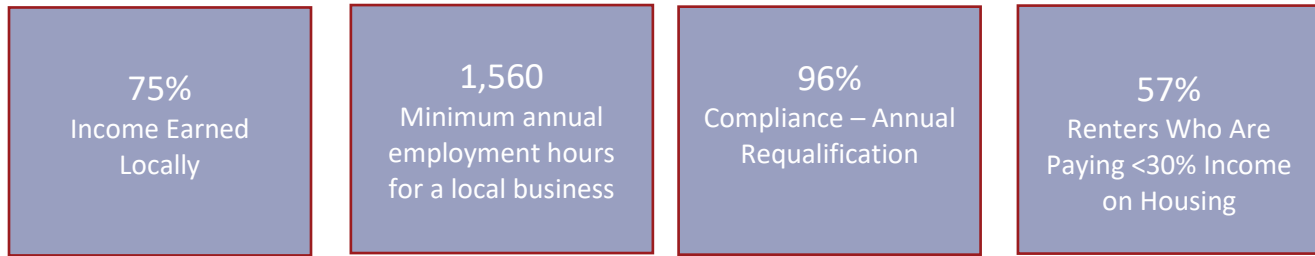 75%
Income Earned
Locally
1,560
Minimum annual
employment hours
for a local business
96%
Compliance – Annual
Requalification
57%
Renters Who Are
Paying <30% Income
on Housing